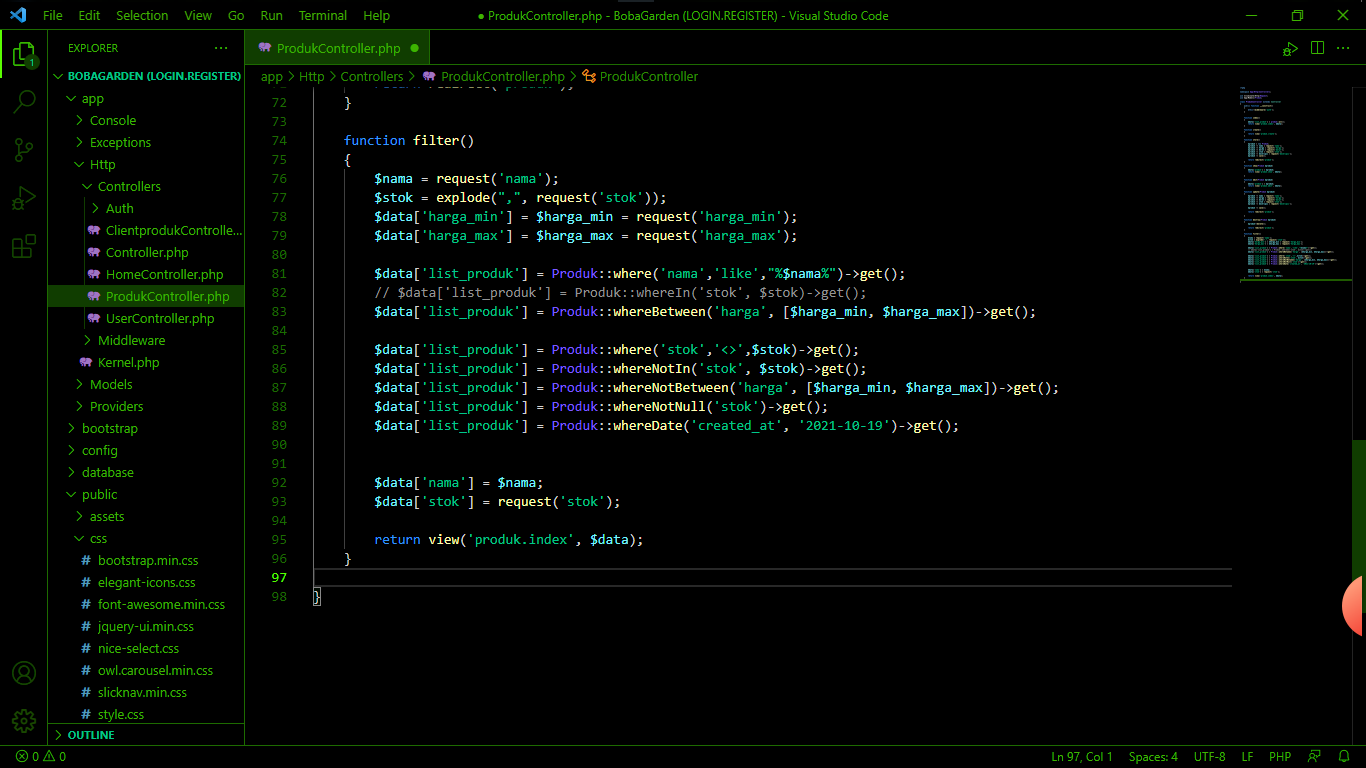 File Edit Selection View Go Run Terminal Help
● ProdukController.php - BobaGarden (LOGIN.REGISTER) - Visual Studio Code
EXPLORER
BOBAGARDEN (LOGIN.REGISTER)
app
Console
Exceptions
Http
Controllers
Auth
ClientprodukControlle...
Controller.php
HomeController.php
ProdukController.php
UserController.php
Middleware
Kernel.php
Models
Providers
bootstrap
config
database
public
assets
css
# bootstrap.min.css
# elegant-icons.css
# font-awesome.min.css
# jquery-ui.min.css
# nice-select.css
# owl.carousel.min.css
# slicknav.min.css
# style.css
OUTLINE
1
ProdukController.php ●
app > Http > Controllers > ProdukController.php > ProdukController
72 }
73
74 function filter()
75 {
76 $nama = request('nama');
77 $stok = explode(",", request('stok'));
78 $data['harga_min'] = $harga_min = request('harga_min');
79 $data['harga_max'] = $harga_max = request('harga_max');
80
81 $data['list_produk'] = Produk::where('nama','like',"%$nama%")->get();
82 // $data['list_produk'] = Produk::whereIn('stok', $stok)->get();
83 $data['list_produk'] = Produk::whereBetween('harga', [$harga_min, $harga_max])->get();
84
85 $data['list_produk'] = Produk::where('stok','<>',$stok)->get();
86 $data['list_produk'] = Produk::whereNotIn('stok', $stok)->get();
87 $data['list_produk'] = Produk::whereNotBetween('harga', [$harga_min, $harga_max])->get();
88 $data['list_produk'] = Produk::whereNotNull('stok')->get();
89 $data['list_produk'] = Produk::whereDate('created_at', '2021-10-19')->get();
90
91
92 $data['nama'] = $nama;
93 $data['stok'] = request('stok');
94
95 return view('produk.index', $data);
96 }
97
98 }
0 0
Ln 97, Col 1 Spaces: 4 UTF-8 LF PHP